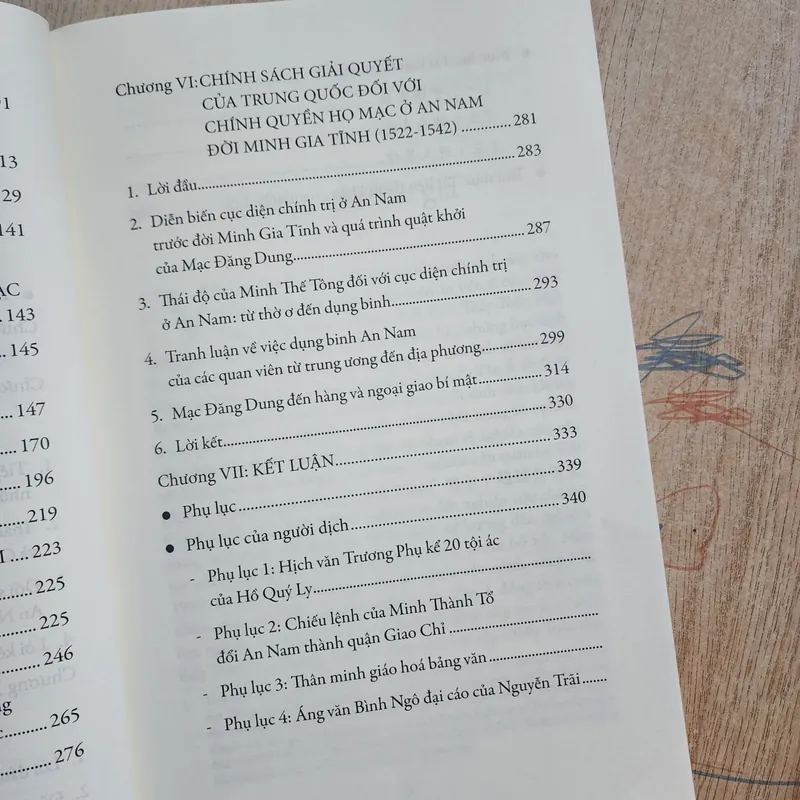 71
13
29
141
ẠC
143
145
147
170
196
219
223
225
225
246
265
276
Chương VI: CHÍNH SÁCH GIẢI QUYẾT
CỦA TRUNG QUỐC ĐỐI VỚI
CHÍNH QUYỀN HỌ MẠC Ở AN NAM
ĐỜI MINH GIA TĨNH (1522-1542) ............ 281
1. Lời đầu.......... 283
2. Diễn biến cục diện chính trị ở An Nam
trước đời Minh Gia Tĩnh và quá trình quật khởi
của Mạc Đăng Dung.......... 287
3. Thái độ của Minh Thế Tông đối với cục diện chính trị
ở An Nam: từ thờ ơ đến dụng binh.......... 293
4. Tranh luận về việc dụng binh An Nam
của các quan viên từ trung ương đến địa phương.......... 299
5. Mạc Đăng Dung đến hàng và ngoại giao bí mật.......... 314
6. Lời kết.......... 330
Chương VII: KẾT LUẬN.......... 333
• Phụ lục.......... 339
• Phụ lục của người dịch.......... 340
- Phụ lục 1: Hịch văn Trương Phụ kể 20 tội ác
của Hồ Quý Ly..........
- Phụ lục 2: Chiếu lệnh của Minh Thành Tổ
đổi An Nam thành quận Giao Chỉ ..........
- Phụ lục 3: Thân minh giáo hoá bảng văn..........
- Phụ lục 4: Áng văn Bình Ngô đại cáo của Nguyễn Trãi.......